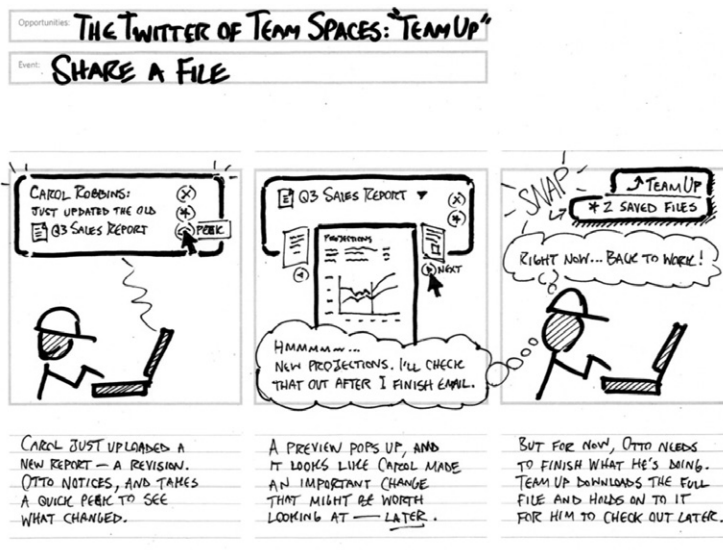 Opportunities: THE TWITTER OF TEAM SPACES: "TEAMUP"
Event: SHARE A FILE
CAROL ROBBINS:
JUST UPDATED THE OLD
Q3 SALES REPORT
PEEK
Q3 SALES REPORT
PROJECTIONS
NEXT
HMMMMM...
NEW PROJECTIONS. I'LL CHECK
THAT OUT AFTER I FINISH EMAIL.
SNAP
TEAMUP
* 2 SAVED FILES
RIGHT NOW... BACK TO WORK!
CAROL JUST UPLOADED A
NEW REPORT — A REVISION.
OTTO NOTICES, AND TAKES
A QUICK PEEK TO SEE
WHAT CHANGED.
A PREVIEW POPS UP, AND
IT LOOKS LIKE CAROL MADE
AN IMPORTANT CHANGE
THAT MIGHT BE WORTH
LOOKING AT — LATER.
BUT FOR NOW, OTTO NEEDS
TO FINISH WHAT HE'S DOING.
TEAM UP DOWNLOADS THE FULL
FILE AND HOLDS ON TO IT
FOR HIM TO CHECK OUT LATER.